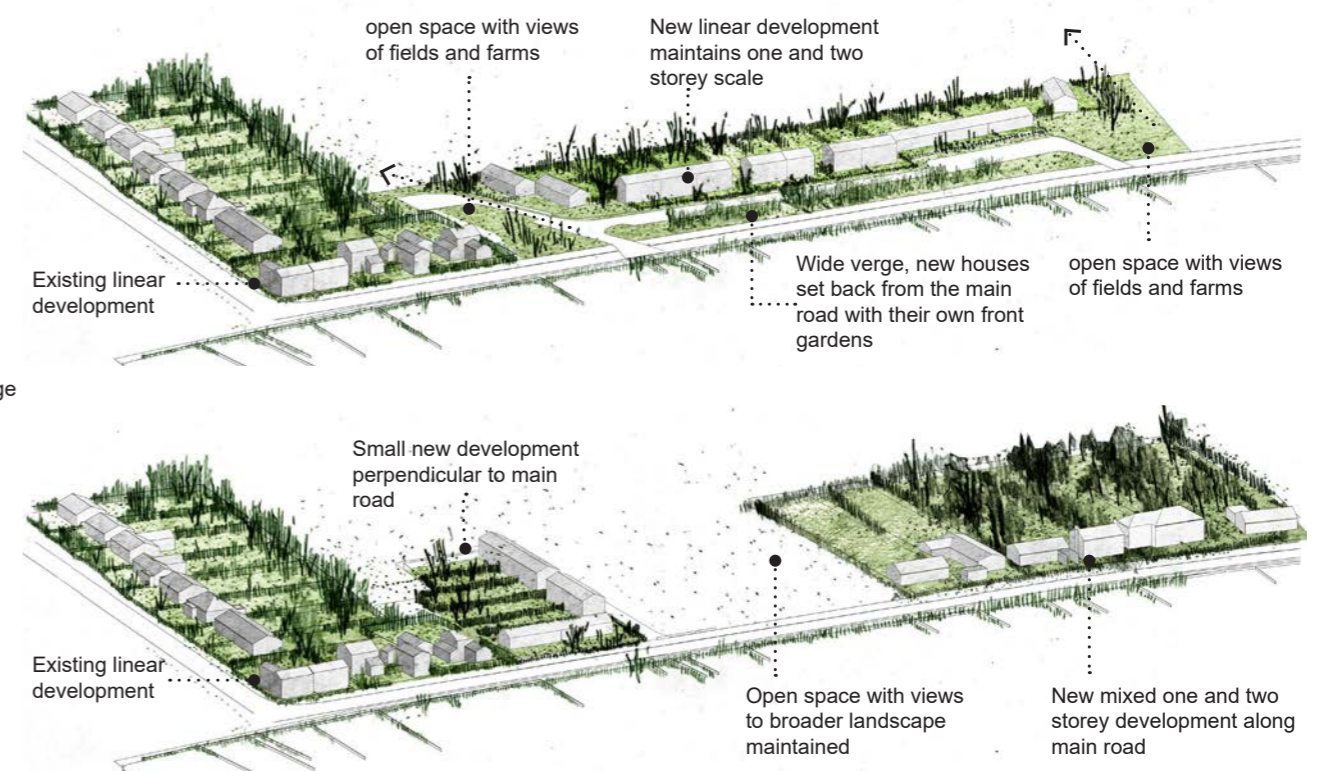 open space with views
of fields and farms
New linear development
maintains one and two
storey scale
Existing linear
development
Wide verge, new houses
set back from the main
road with their own front
gardens
open space with views
of fields and farms
ge
Small new development
perpendicular to main
road
Existing linear
development
Open space with views
to broader landscape
maintained
New mixed one and two
storey development along
main road